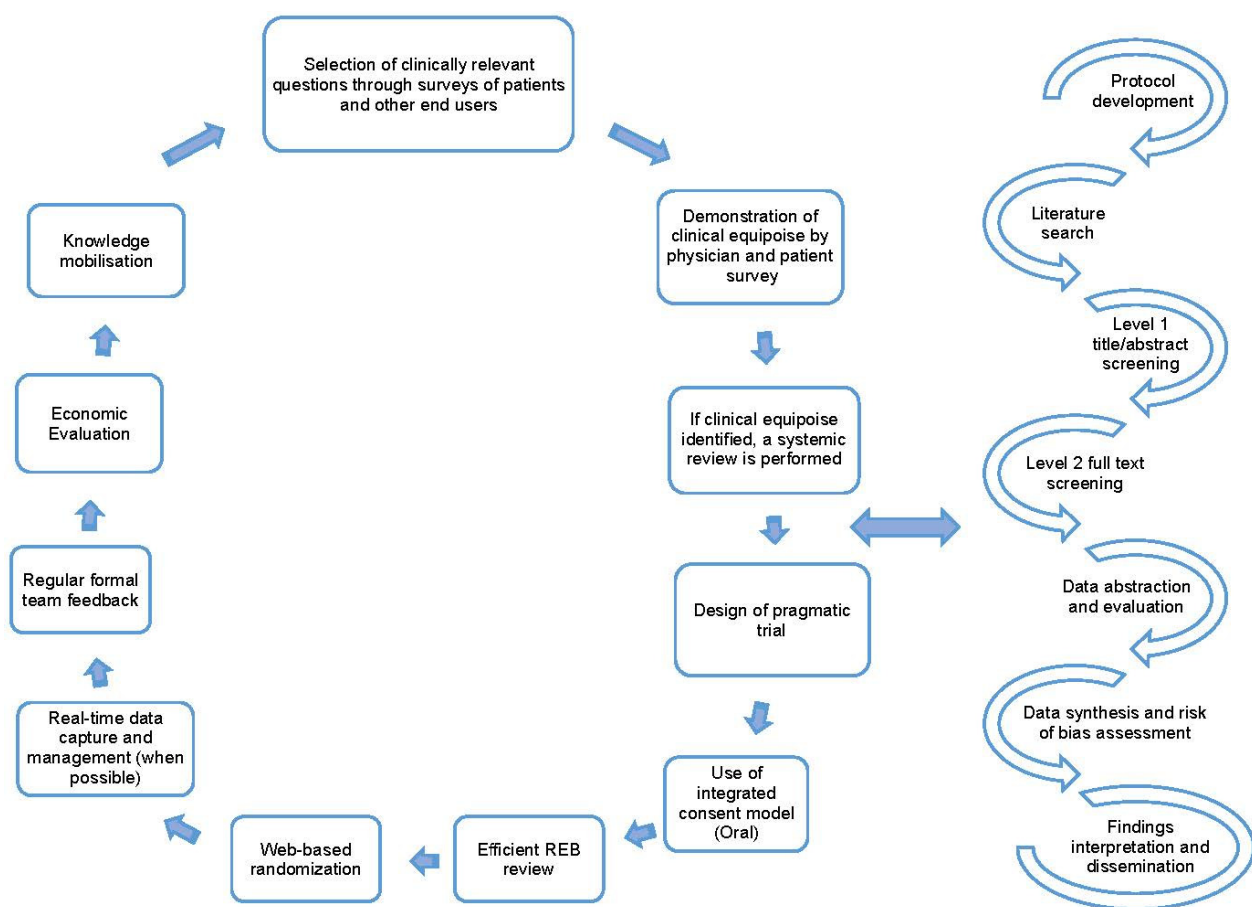 Selection of clinically relevant
questions through surveys of patients
and other end users
Demonstration of
clinical equipoise by
physician and patient
survey
If clinical equipoise
identified, a systemic
review is performed
Design of pragmatic
trial
Use of
integrated
consent model
(Oral)
Efficient REB
review
Web-based
randomization
Real-time data
capture and
management (when
possible)
Regular formal
team feedback
Economic
Evaluation
Knowledge
mobilisation
Protocol
development
Literature
search
Level 1
title/abstract
screening
Level 2 full text
screening
Data abstraction
and evaluation
Data synthesis and risk
of bias assessment
Findings
interpretation and
dissemination